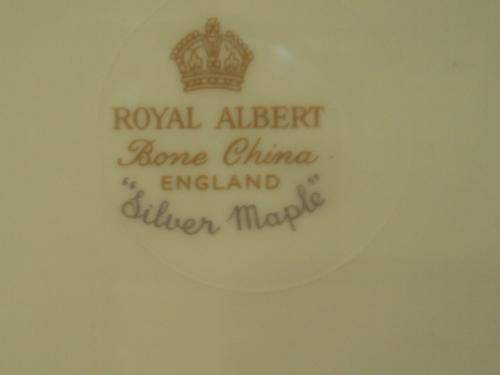 ROYAL ALBERT
Bone China
ENGLAND
"Silver Maple"